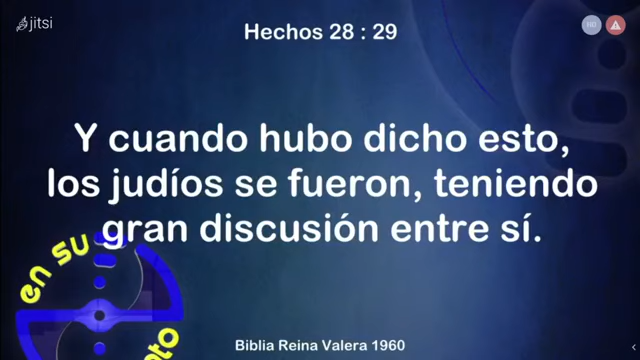 jitsi
HD
Hechos 28 : 29
Y cuando hubo dicho esto,
los judíos se fueron, teniendo
gran discusión entre sí.
en su
Biblia Reina Valera 1960